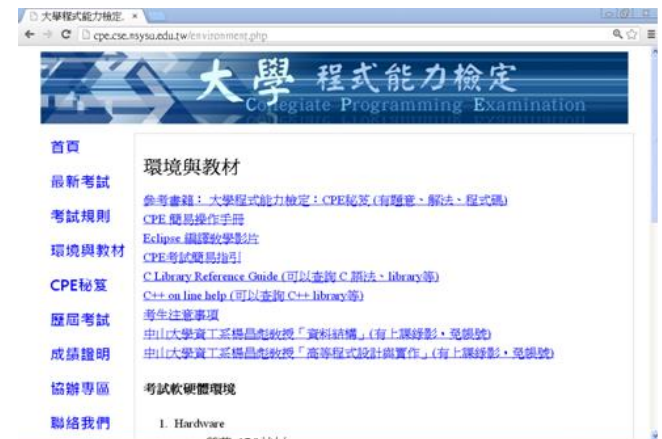 大學程式能力檢定.
cpe.cse.nsysu.edu.tw/environment.php
大學 程式能力檢定
Collegiate Programming Examination
首頁
最新考試
考試規則
環境與教材
CPE秘笈
歷屆考試
成績證明
協辦專區
聯絡我們
環境與教材
參考書籍： 大學程式能力檢定：CPE秘笈 (有題意、解法、程式碼)
CPE 簡易操作手冊
Eclipse 編譯教學影片
CPE考試簡易指引
C Library Reference Guide (可以查詢 C 語法、library等)
C++ on line help (可以查詢 C++ library等)
考生注意事項
中山大學資工系楊昌彪教授「資料結構」(有上課錄影，免帳號)
中山大學資工系楊昌彪教授「高等程式設計與實作」(有上課錄影，免帳號)
考試軟硬體環境
1. Hardware